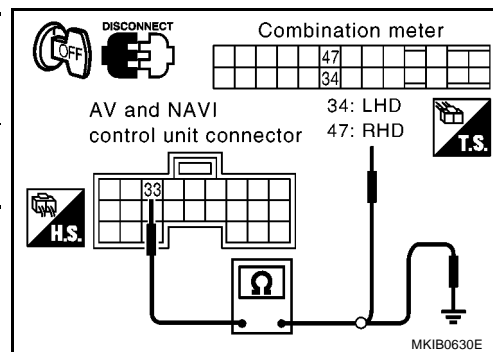 OFF
DISCONNECT
Combination meter
47
34
34: LHD
47: RHD
T.S.
AV and NAVI
control unit connector
33
H.S.
Ω
MKIB0630E